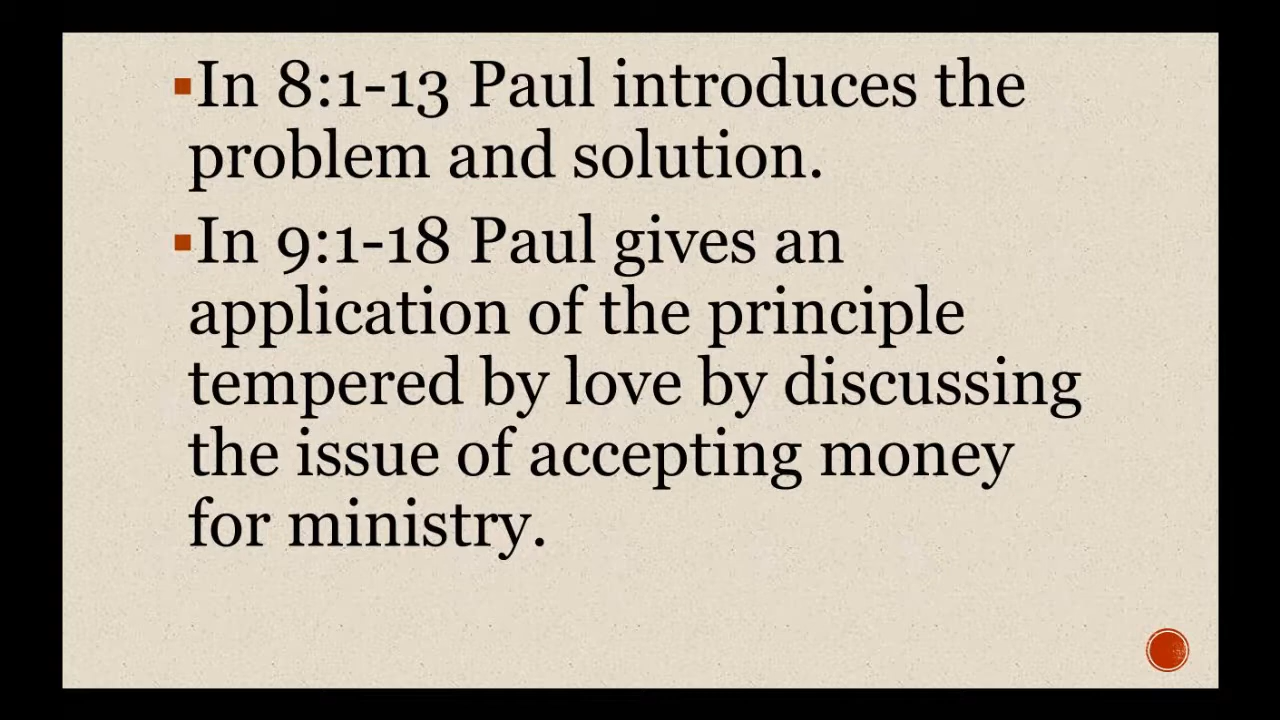 ▪In 8:1-13 Paul introduces the
problem and solution.
▪In 9:1-18 Paul gives an
application of the principle
tempered by love by discussing
the issue of accepting money
for ministry.